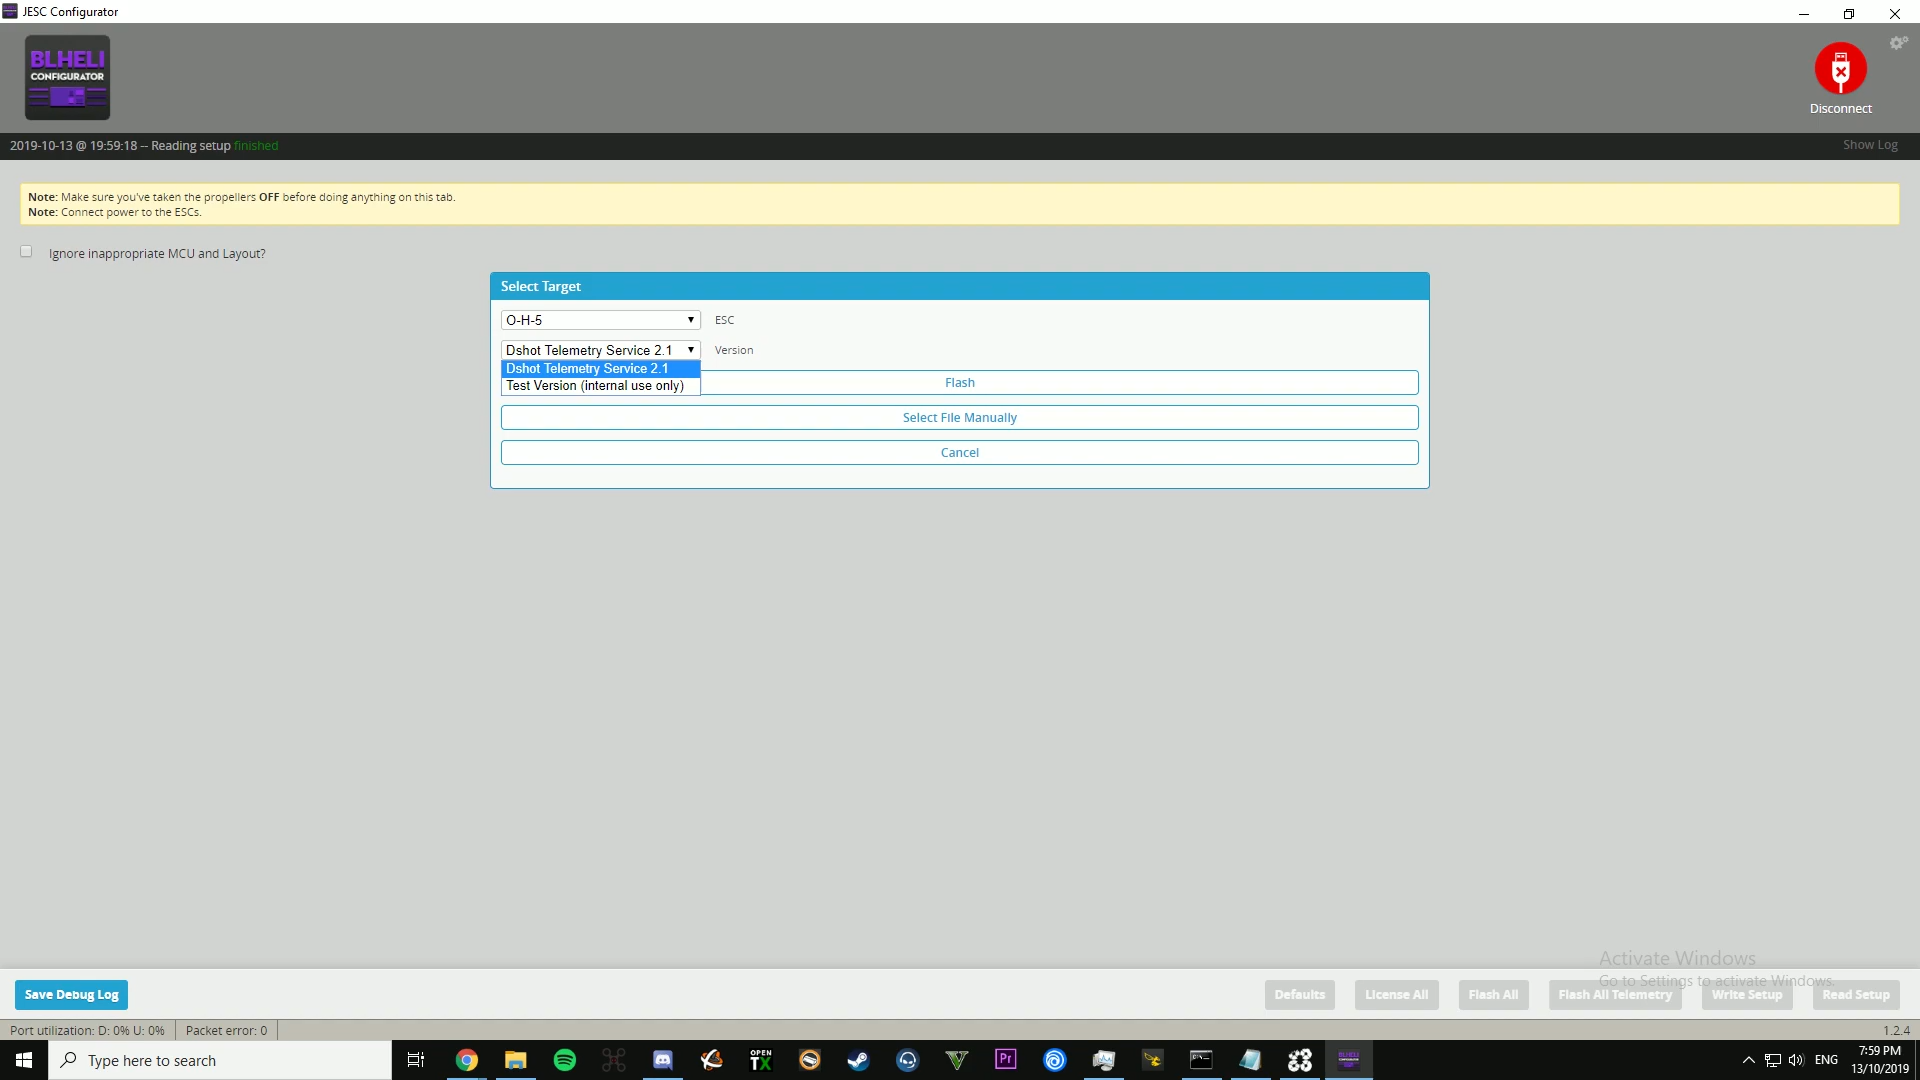 JESC Configurator
BLHELI
CONFIGURATOR
Disconnect
2019-10-13 @ 19:59:18 -- Reading setup finished
Show Log
Note: Make sure you've taken the propellers OFF before doing anything on this tab.
Note: Connect power to the ESCs.
Ignore inappropriate MCU and Layout?
Select Target
O-H-5
ESC
Dshot Telemetry Service 2.1
Version
Dshot Telemetry Service 2.1
Test Version (internal use only)
Flash
Select File Manually
Cancel
Activate Windows
Go to Settings to activate Windows.
Save Debug Log
Defaults
License All
Flash All
Flash All Telemetry
Write Setup
Read Setup
Port utilization: D: 0% U: 0%
Packet error: 0
1.2.4
Type here to search
OPEN
TX
Pr
ENG
7:59 PM
13/10/2019